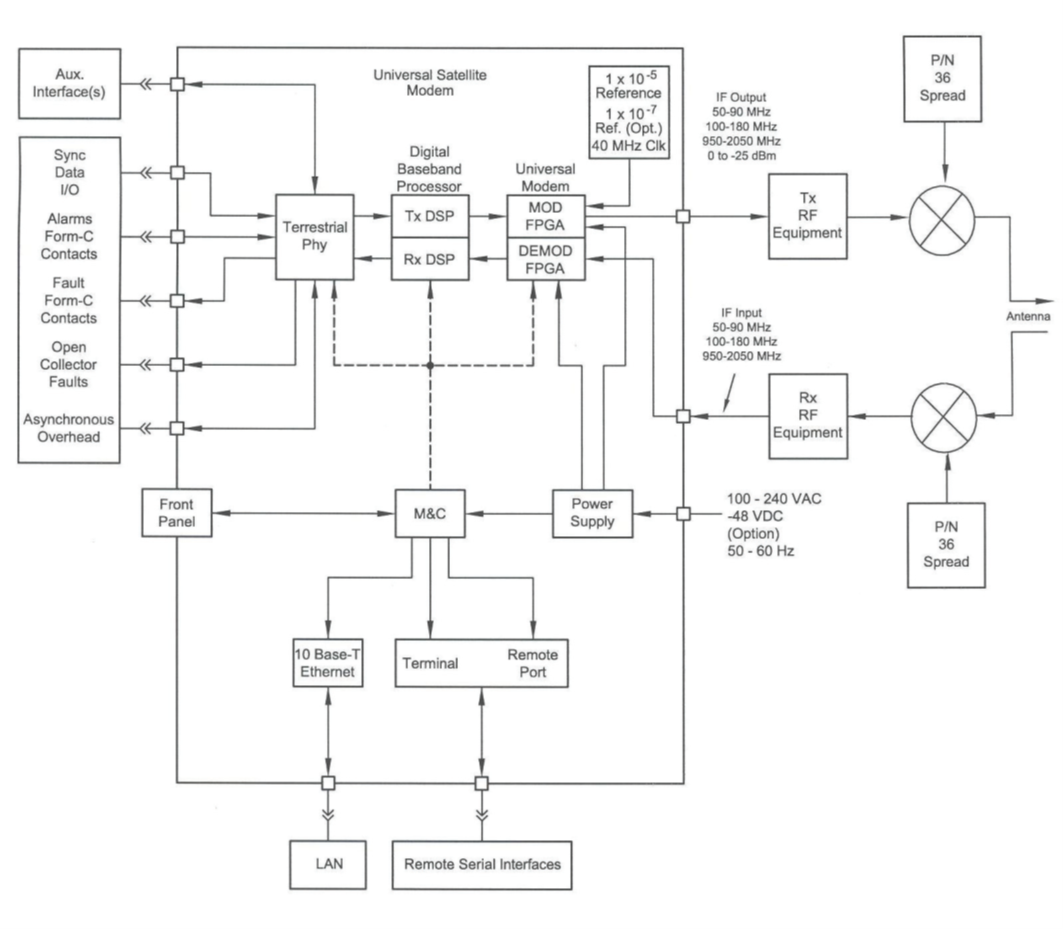 Aux.
Interface(s)
Sync
Data
I/O
Alarms
Form-C
Contacts
Fault
Form-C
Contacts
Open
Collector
Faults
Asynchronous
Overhead
Universal Satellite
Modem
1 x 10-5
Reference
1 x 10-7
Ref. (Opt.)
40 MHz Clk
Terrestrial
Phy
Digital
Baseband
Processor
Tx DSP
Rx DSP
Universal
Modem
MOD
FPGA
DEMOD
FPGA
IF Output
50-90 MHz
100-180 MHz
950-2050 MHz
0 to -25 dBm
Tx
RF
Equipment
P/N
36
Spread
Antenna
IF Input
50-90 MHz
100-180 MHz
950-2050 MHz
Rx
RF
Equipment
P/N
36
Spread
Front
Panel
M&C
Power
Supply
100 - 240 VAC
-48 VDC
(Option)
50 - 60 Hz
10 Base-T
Ethernet
Terminal
Remote
Port
LAN
Remote Serial Interfaces